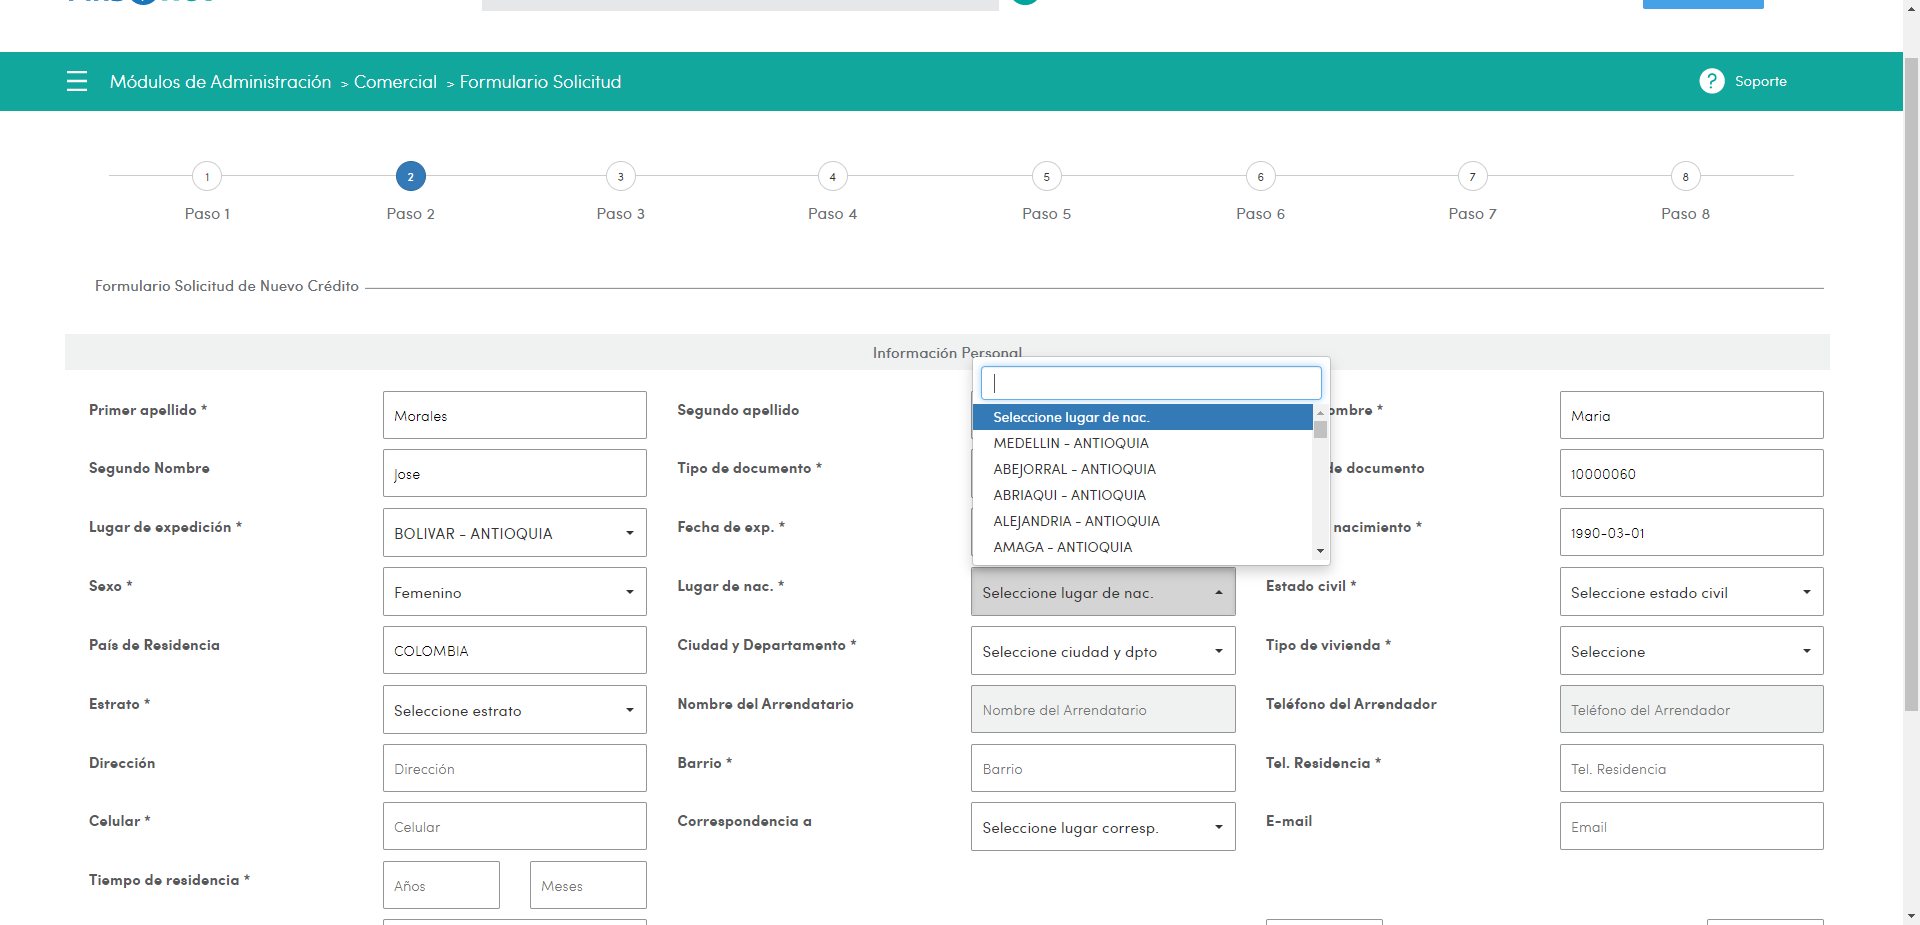 Módulos de Administración > Comercial > Formulario Solicitud
? Soporte
1 2 3 4 5 6 7 8
Paso 1 Paso 2 Paso 3 Paso 4 Paso 5 Paso 6 Paso 7 Paso 8
Formulario Solicitud de Nuevo Crédito
Información Personal
Primer apellido * Morales Segundo apellido ombre * Maria
Seleccione lugar de nac.
MEDELLIN - ANTIOQUIA
ABEJORRAL - ANTIOQUIA
ABRIAQUI - ANTIOQUIA
ALEJANDRIA - ANTIOQUIA
AMAGA - ANTIOQUIA
Segundo Nombre Jose Tipo de documento * de documento 10000060
Lugar de expedición * BOLIVAR - ANTIOQUIA Fecha de exp. * nacimiento * 1990-03-01
Sexo * Femenino Lugar de nac. * Seleccione lugar de nac. Estado civil * Seleccione estado civil
País de Residencia COLOMBIA Ciudad y Departamento * Seleccione ciudad y dpto Tipo de vivienda * Seleccione
Estrato * Seleccione estrato Nombre del Arrendatario Nombre del Arrendatario Teléfono del Arrendador Teléfono del Arrendador
Dirección Dirección Barrio * Barrio Tel. Residencia * Tel. Residencia
Celular * Celular Correspondencia a Seleccione lugar corresp. E-mail Email
Tiempo de residencia * Años Meses